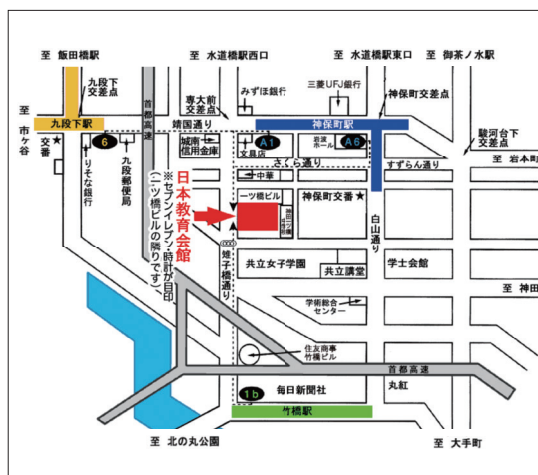 至 飯田橋駅
至 水道橋駅西口
至 水道橋駅東口
至 御茶ノ水駅
九段下
交差点
首都高速
専大前
交差点
みずほ銀行
三菱UFJ銀行
神保町交差点
至 市ヶ谷
九段下駅
靖国通り
神保町駅
駿河台下
交差点
交番
りそな銀行
6
九段郵便局
城南
信用金庫
A1
文具店
岩波
ホール
A6
さくら通り
すずらん通り
至 岩本町
中華
日本教育会館
※セブンイレブン・時計が目印
(一ツ橋ビルの隣りです)
一ツ橋ビル
神保町交番★
白山通り
雉子橋通り
共立女子学園
共立講堂
学士会館
学術総合
センター
至 神田
住友商事
竹橋ビル
首都高速
1b
毎日新聞社
丸紅
竹橋駅
至 北の丸公園
至 大手町